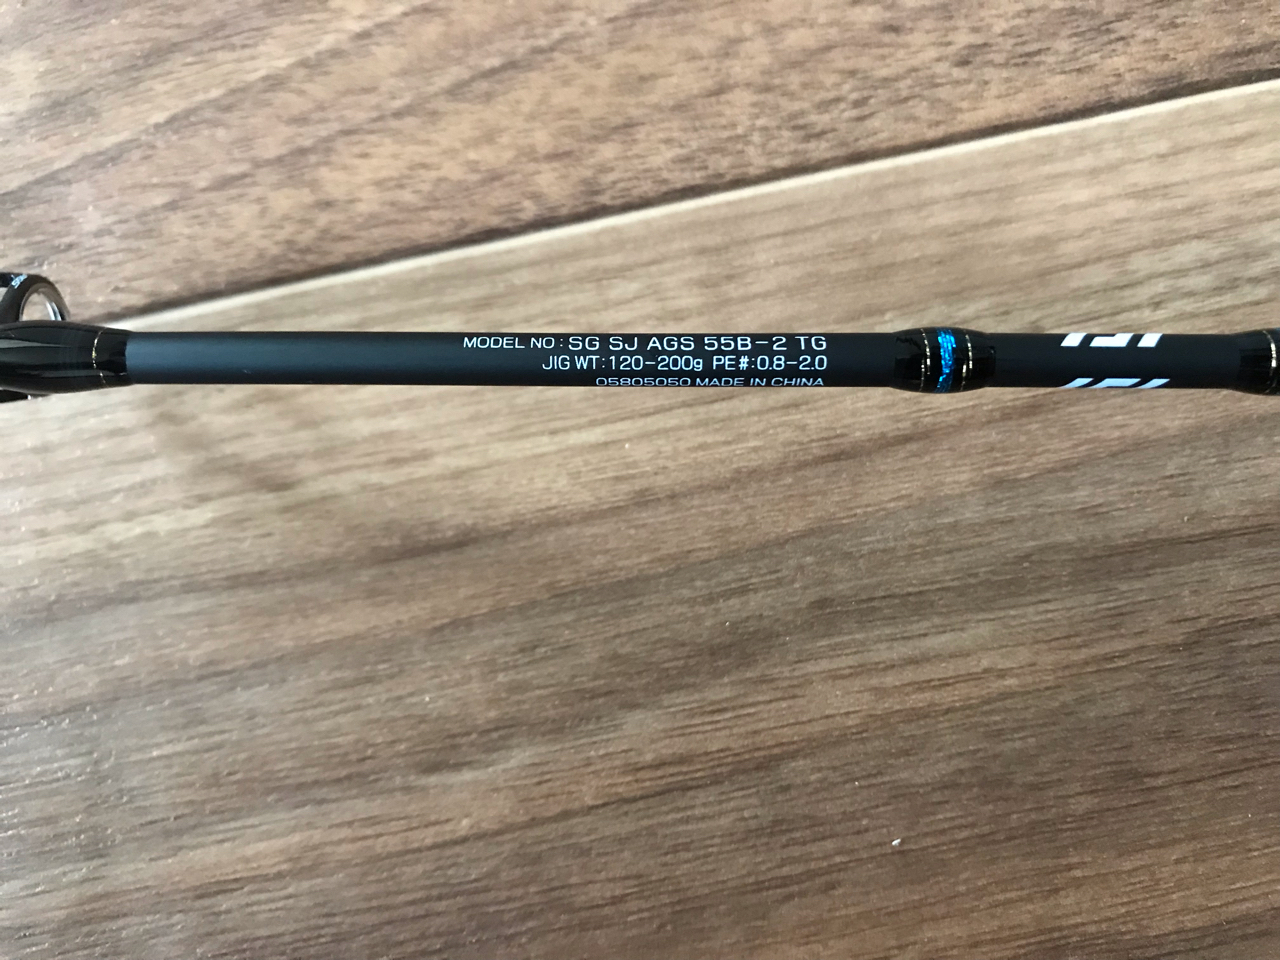 MODEL NO : SG SJ AGS 55B-2 TG
JIG WT:120-200g PE#:0.8-2.0
05805050 MADE IN CHINA